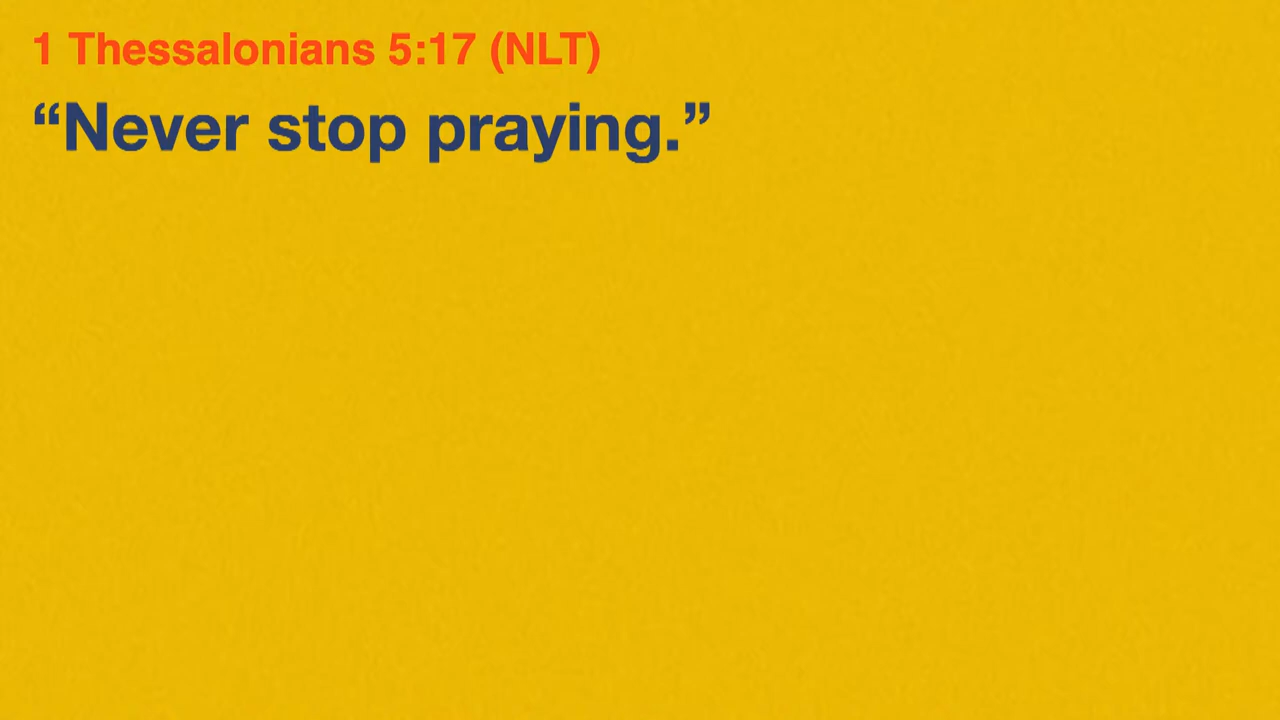 1 Thessalonians 5:17 (NLT)
“Never stop praying.”